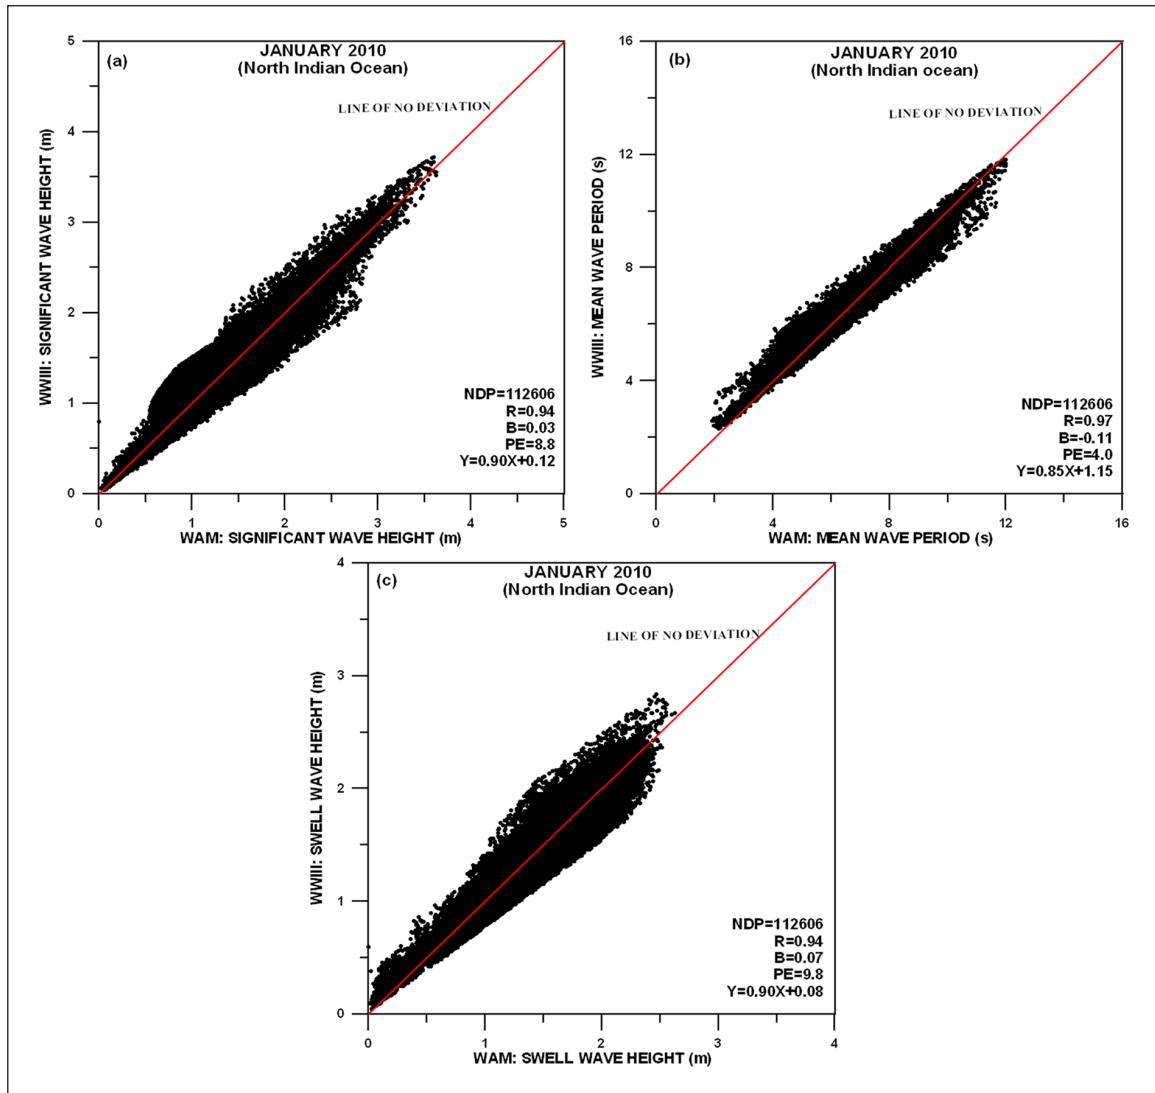 (a)
JANUARY 2010
(North Indian Ocean)
LINE OF NO DEVIATION
WWIII: SIGNIFICANT WAVE HEIGHT (m)
5
4
3
2
1
0
NDP=112606
R=0.94
B=0.03
PE=8.8
Y=0.90X+0.12
0 1 2 3 4 5
WAM: SIGNIFICANT WAVE HEIGHT (m)
(b)
JANUARY 2010
(North Indian ocean)
LINE OF NO DEVIATION
WWIII: MEAN WAVE PERIOD (s)
16
12
8
4
0
NDP=112606
R=0.97
B=-0.11
PE=4.0
Y=0.85X+1.15
0 4 8 12 16
WAM: MEAN WAVE PERIOD (s)
(c)
JANUARY 2010
(North Indian Ocean)
LINE OF NO DEVIATION
WWIII: SWELL WAVE HEIGHT (m)
4
3
2
1
0
NDP=112606
R=0.94
B=0.07
PE=9.8
Y=0.90X+0.08
0 1 2 3 4
WAM: SWELL WAVE HEIGHT (m)